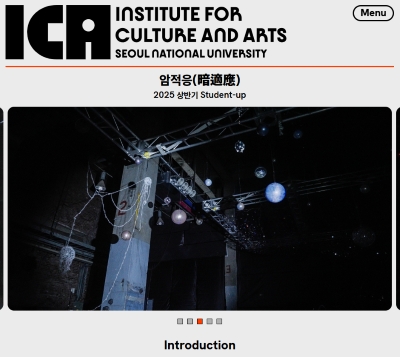 ICA
INSTITUTE FOR
CULTURE AND ARTS
SEOUL NATIONAL UNIVERSITY
Menu
암적응(暗適應)
2025 상반기 Student-up
Introduction